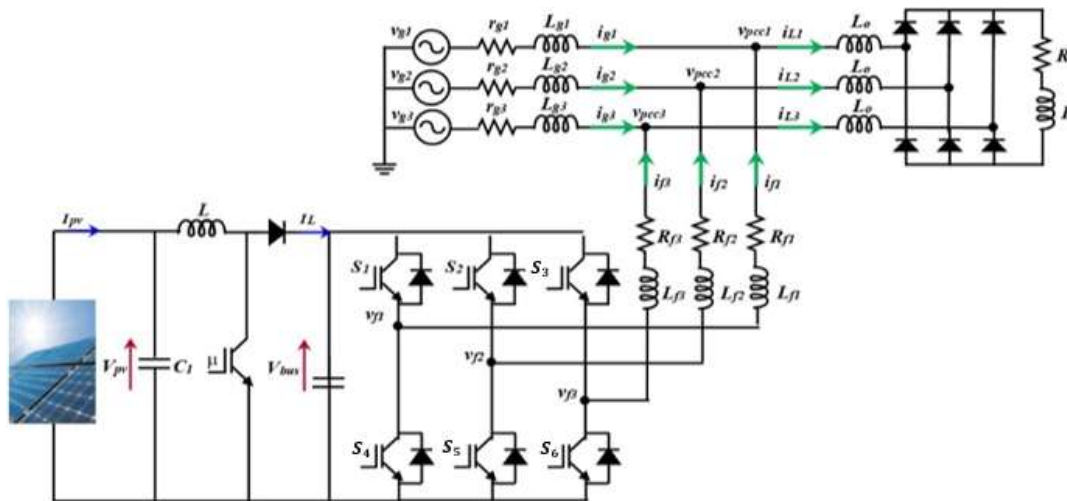 vg1 rg1 Lg1 ig1 vpcc1 iL1 Lo
vg2 rg2 Lg2 ig2 vpcc2 iL2 Lo R
vg3 rg3 Lg3 ig3 vpcc3 iL3 Lo
if3 if2 if1
Ipv L IL
Rf3 Rf2 Rf1
S1 S2 S3
Lf3 Lf2 Lf1
vf1
Vpv C1 μ Vbus vf2
vf3
S4 S5 S6